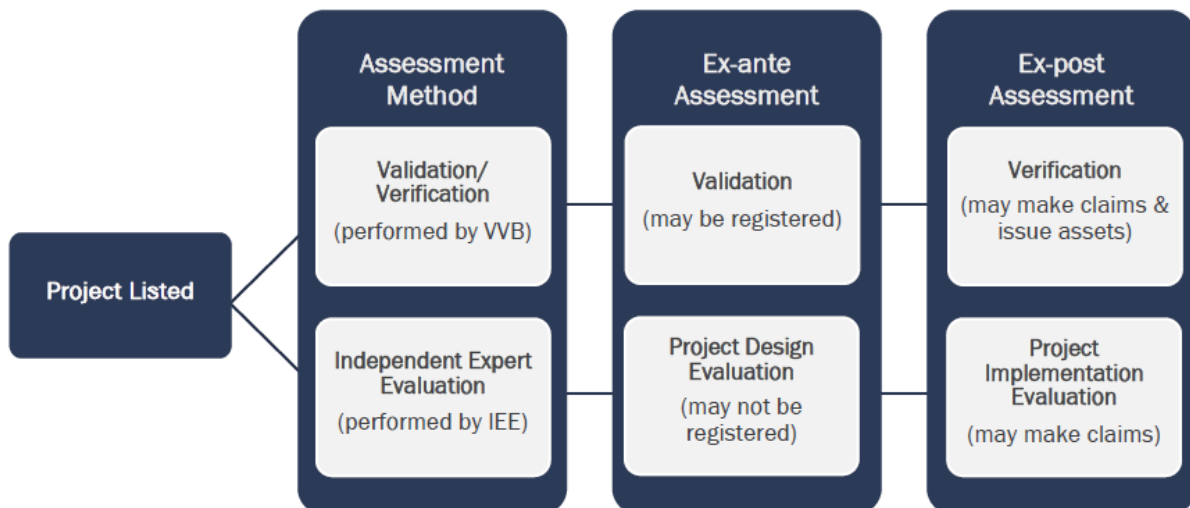 Project Listed
Assessment
Method
Validation/
Verification
(performed by VVB)
Independent Expert
Evaluation
(performed by IEE)
Ex-ante
Assessment
Validation
(may be registered)
Project Design
Evaluation
(may not be
registered)
Ex-post
Assessment
Verification
(may make claims &
issue assets)
Project
Implementation
Evaluation
(may make claims)